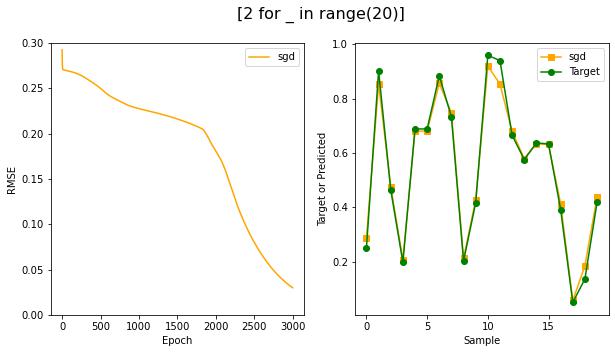 [2 for _ in range(20)]
0.30
0.25
0.20
0.15
0.10
0.05
0.00
RMSE
0 500 1000 1500 2000 2500 3000
Epoch
sgd
1.0
0.8
0.6
0.4
0.2
Target or Predicted
0 5 10 15
Sample
sgd
Target